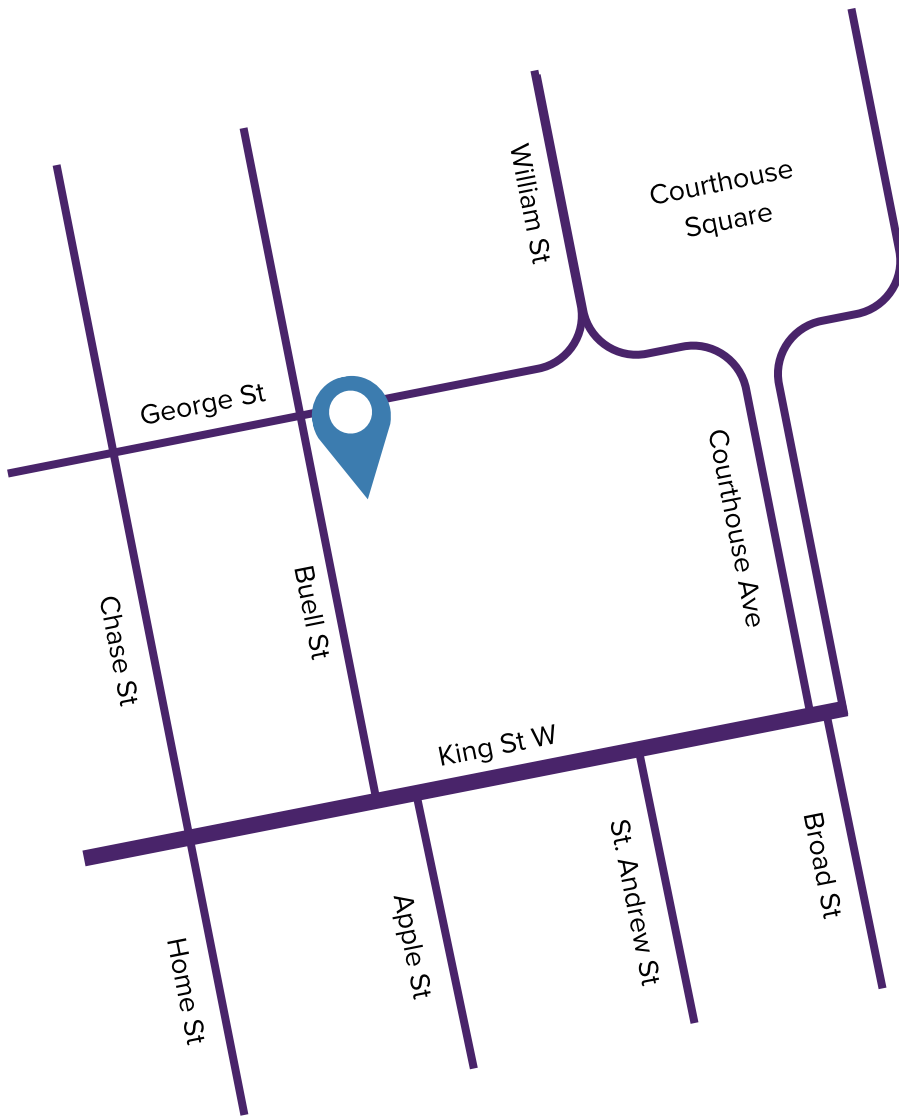 William St
Courthouse
Square
George St
Courthouse Ave
Buell St
Chase St
King St W
Broad St
St. Andrew St
Apple St
Home St